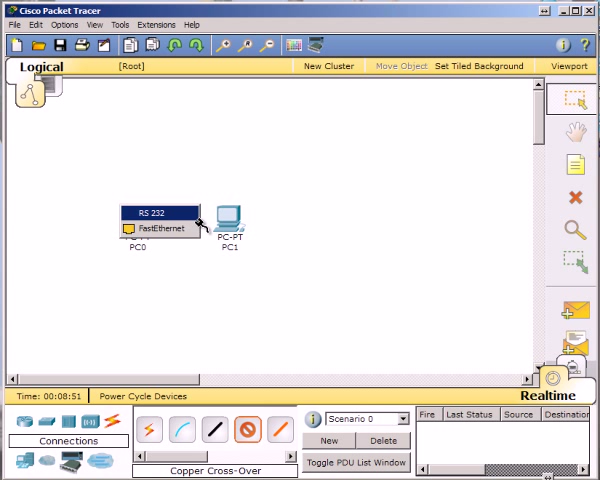 Cisco Packet Tracer
File Edit Options View Tools Extensions Help
Logical [Root] New Cluster Move Object Set Tiled Background Viewport
RS 232
FastEthernet
PC-PT
PC0
PC-PT
PC1
Time: 00:08:51 Power Cycle Devices Realtime
Scenario 0
Fire Last Status Source Destination
Connections
New Delete
Toggle PDU List Window
Copper Cross-Over